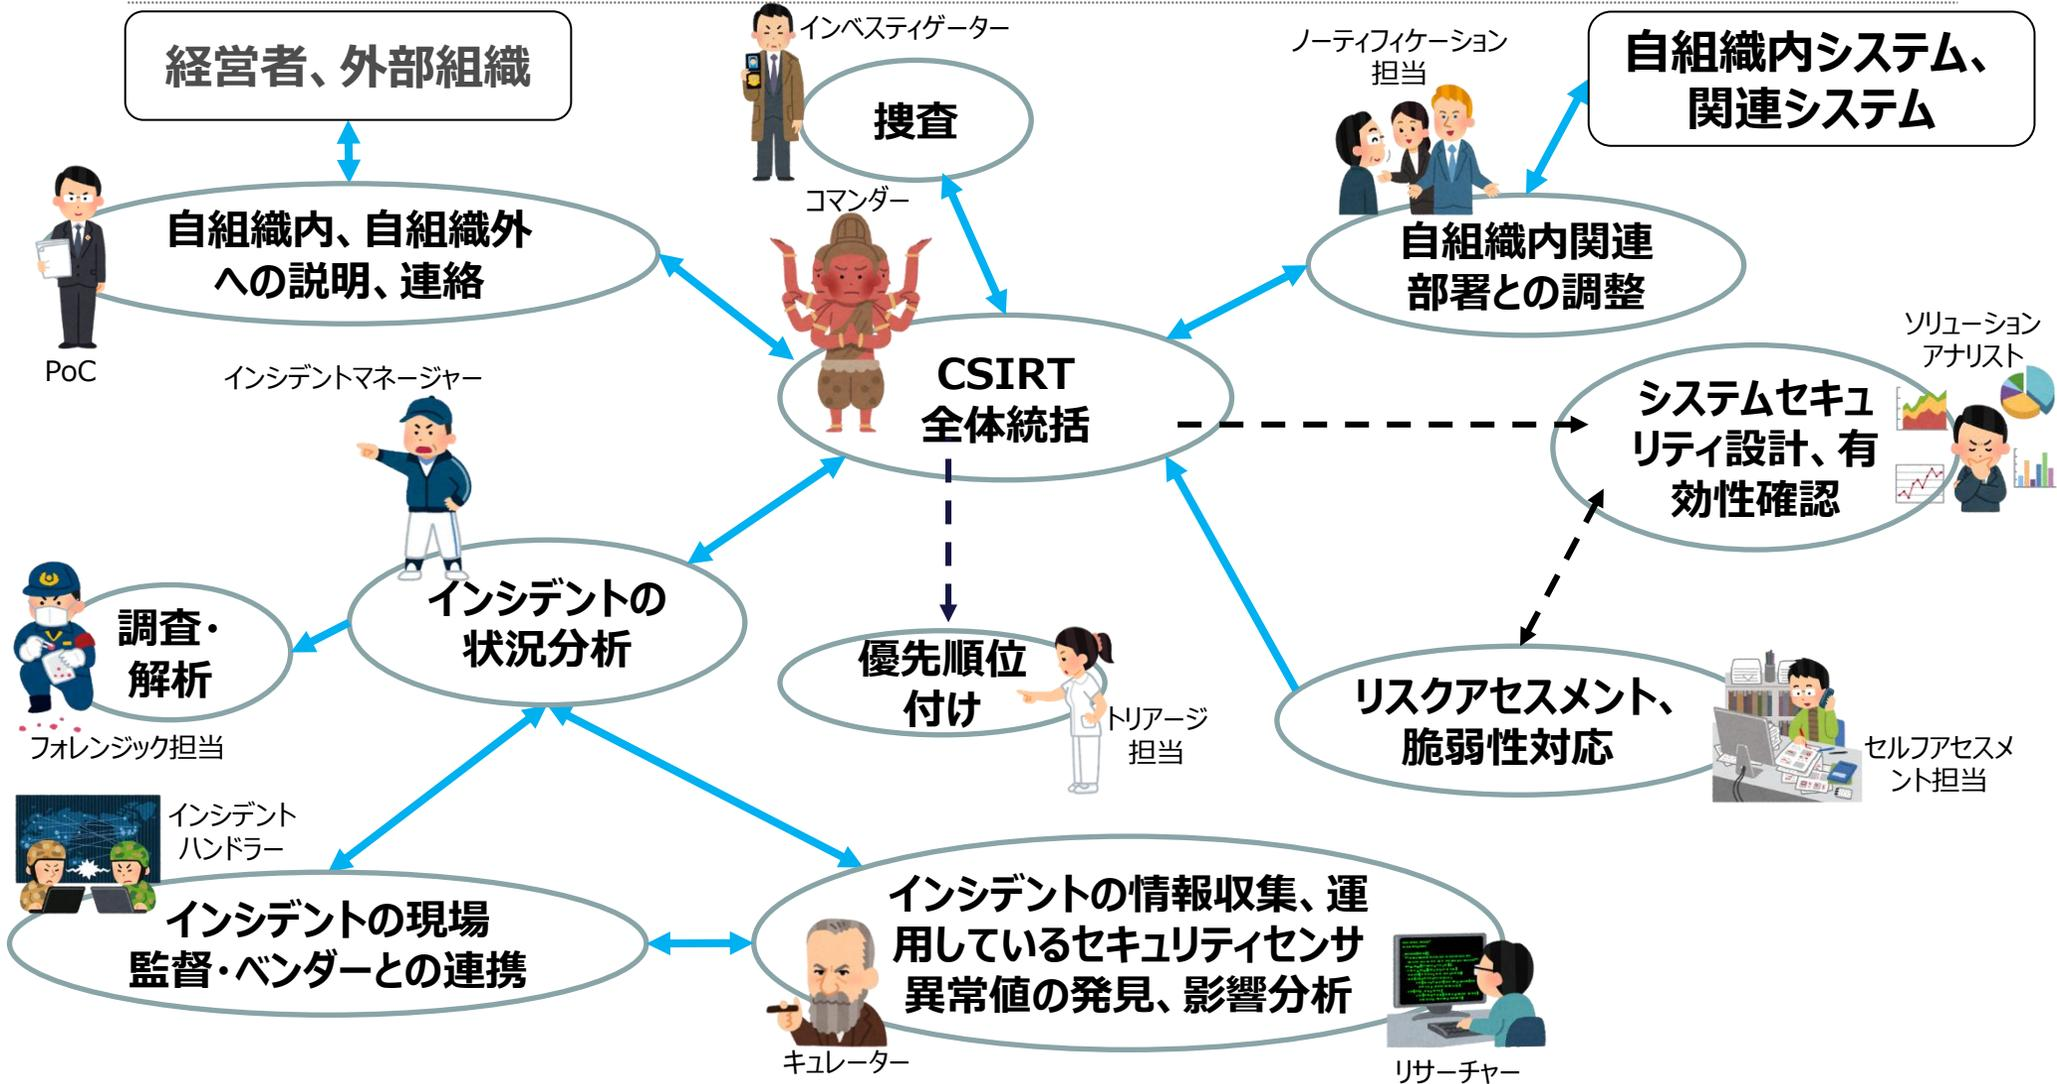 経営者、外部組織
インベスティゲーター
捜査
ノーティフィケーション
担当
自組織内システム、
関連システム
自組織内、自組織外
への説明、連絡
PoC
コマンダー
自組織内関連
部署との調整
インシデントマネージャー
CSIRT
全体統括
ソリューション
アナリスト
システムセキュ
リティ設計、有
効性確認
インシデントの
状況分析
調査・
解析
フォレンジック担当
優先順位
付け
トリアージ
担当
リスクアセスメント、
脆弱性対応
セルフアセスメ
ント担当
インシデント
ハンドラー
インシデントの現場
監督・ベンダーとの連携
インシデントの情報収集、運
用しているセキュリティセンサ
異常値の発見、影響分析
キュレーター
リサーチャー